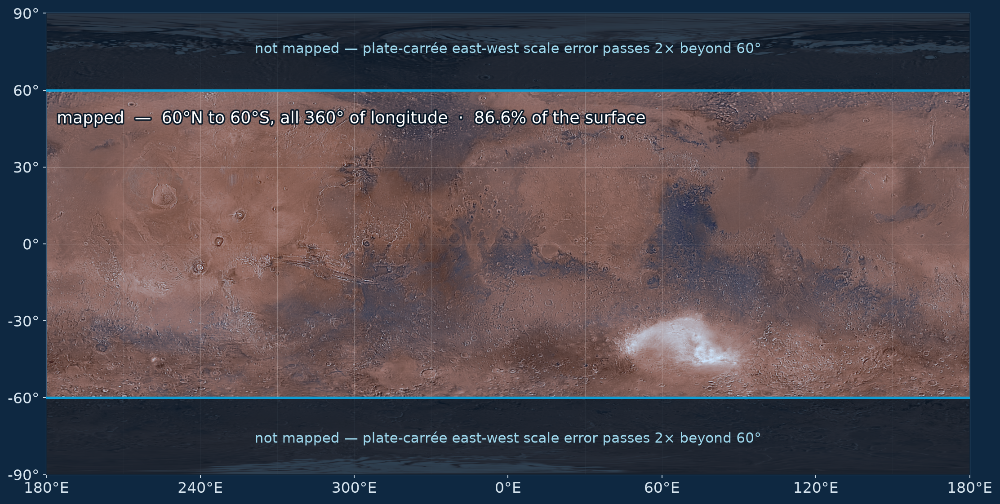 90°
not mapped — plate-carrée east-west scale error passes 2× beyond 60°
60°
mapped — 60°N to 60°S, all 360° of longitude · 86.6% of the surface
30°
0°
-30°
-60°
not mapped — plate-carrée east-west scale error passes 2× beyond 60°
-90°
180°E 240°E 300°E 0°E 60°E 120°E 180°E